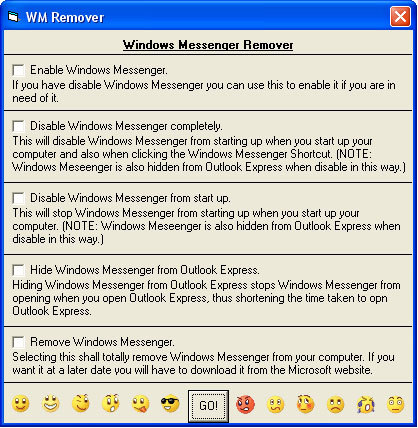 WM Remover
Windows Messenger Remover
Enable Windows Messenger.
If you have disable Windows Messenger you can use this to enable it if you are in
need of it.
Disable Windows Messenger completely.
This will disable Windows Messenger from starting up when you start up your
computer and also when clicking the Windows Messenger Shortcut. (NOTE:
Windows Meseenger is also hidden from Outlook Express when disable in this way.)
Disable Windows Messenger from start up.
This will stop Windows Messenger from starting up when you start up your
computer. (NOTE: Windows Meseenger is also hidden from Outlook Express when
disable in this way.)
Hide Windows Messenger from Outlook Express.
Hiding Windows Messenger from Outlook Express stops Windows Messenger from
opening when you open Outlook Express, thus shortening the time taken to opn
Outlook Express.
Remove Windows Messenger.
Selecting this shall totally remove Windows Messenger from your computer. If you
want it at a later date you will have to download it from the Microsoft website.
GO!